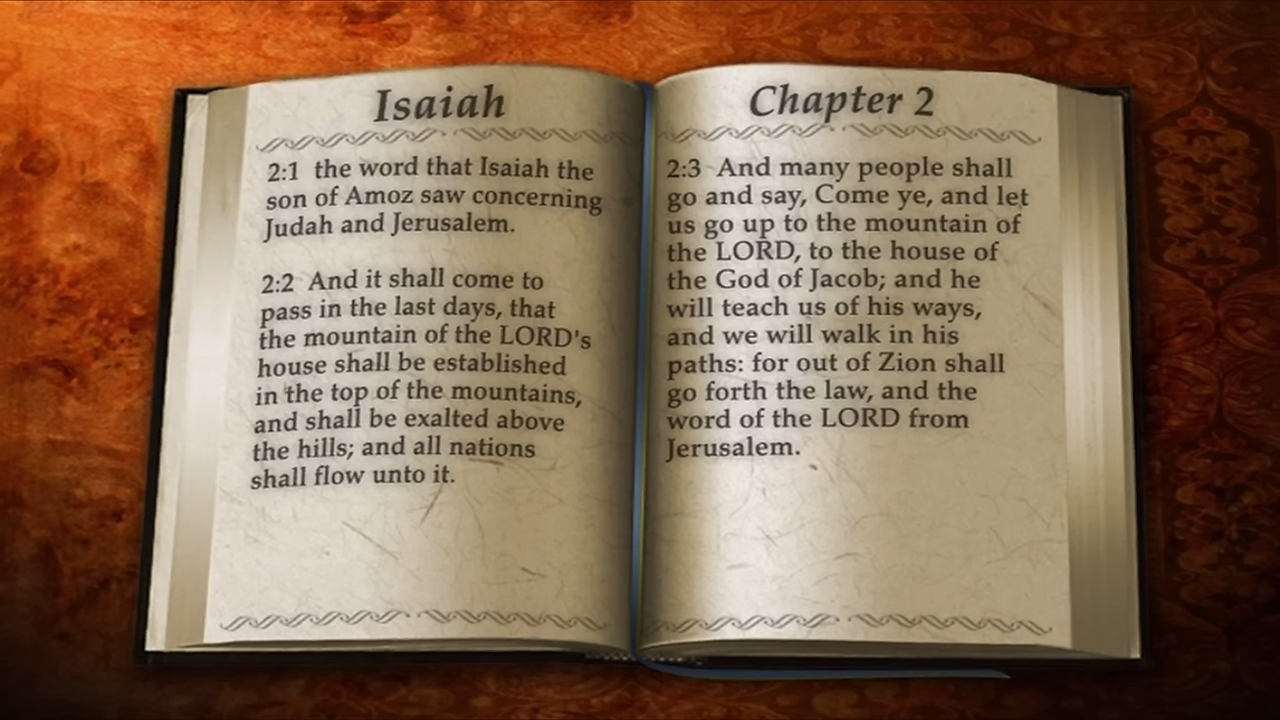 Isaiah
2:1 the word that Isaiah the
son of Amoz saw concerning
Judah and Jerusalem.
2:2 And it shall come to
pass in the last days, that
the mountain of the LORD's
house shall be established
in the top of the mountains,
and shall be exalted above
the hills; and all nations
shall flow unto it.
Chapter 2
2:3 And many people shall
go and say, Come ye, and let
us go up to the mountain of
the LORD, to the house of
the God of Jacob; and he
will teach us of his ways,
and we will walk in his
paths: for out of Zion shall
go forth the law, and the
word of the LORD from
Jerusalem.